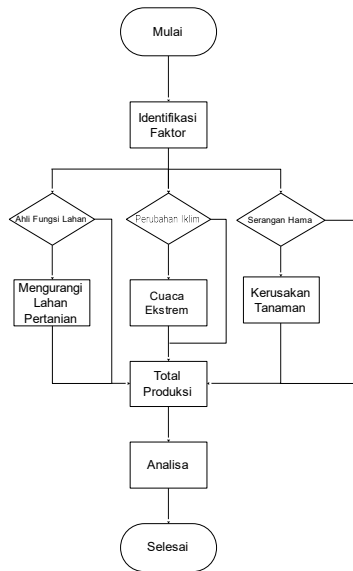 Mulai
Identifikasi
Faktor
Ahli Fungsi Lahan
Perubahan Iklim
Serangan Hama
Mengurangi
Lahan
Pertanian
Cuaca
Ekstrem
Kerusakan
Tanaman
Total
Produksi
Analisa
Selesai